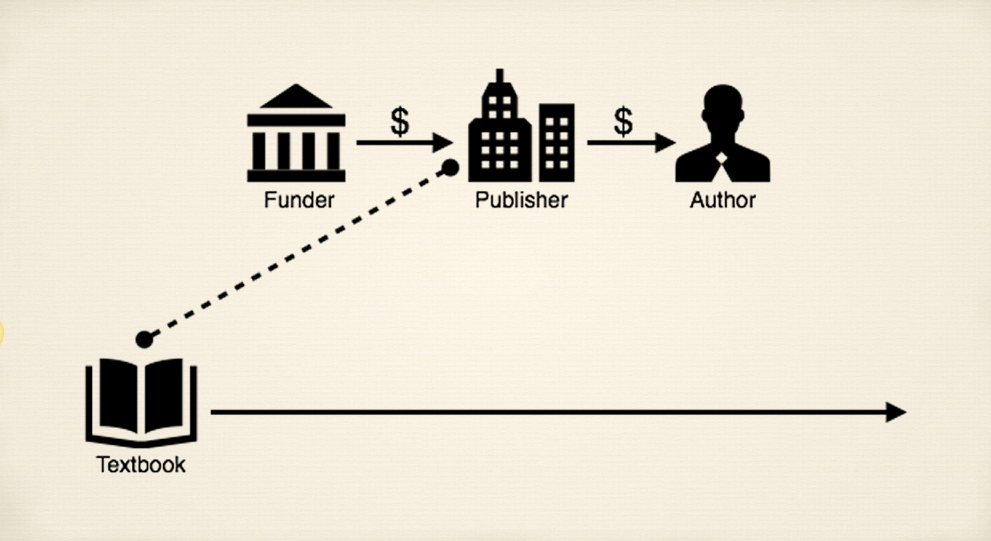 $
$
Funder
Publisher
Author
Textbook